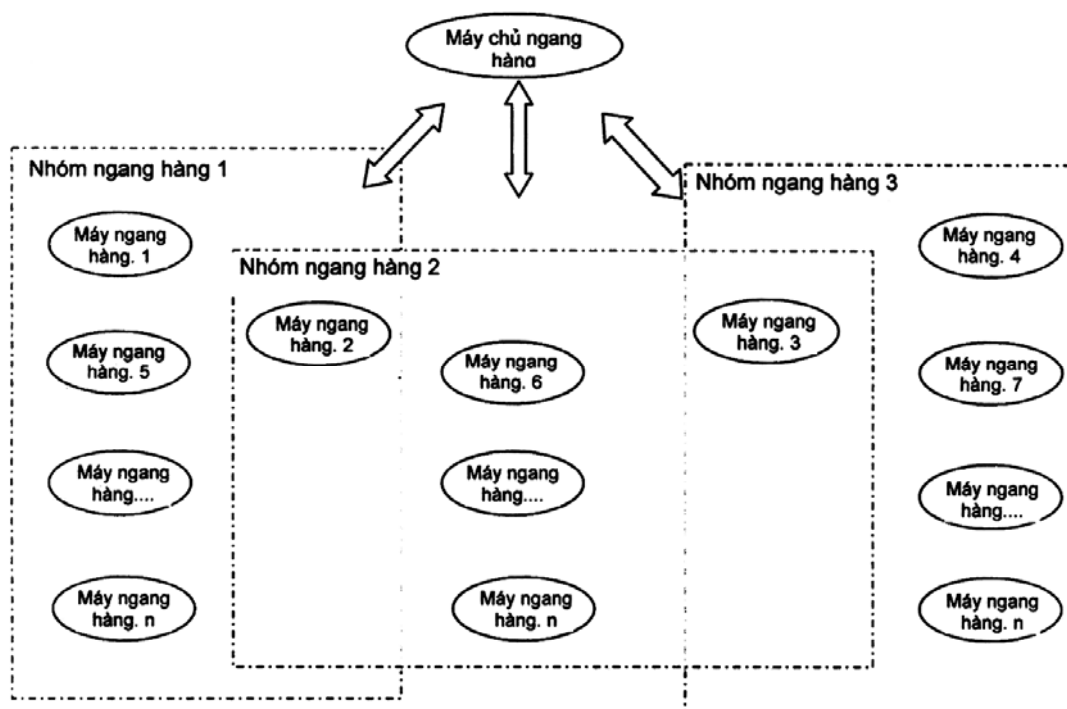 Máy chủ ngang
hàng
Nhóm ngang hàng 1
Nhóm ngang hàng 3
Máy ngang
hàng. 1
Máy ngang
hàng. 4
Nhóm ngang hàng 2
Máy ngang
hàng. 2
Máy ngang
hàng. 3
Máy ngang
hàng. 5
Máy ngang
hàng. 6
Máy ngang
hàng. 7
Máy ngang
hàng....
Máy ngang
hàng....
Máy ngang
hàng....
Máy ngang
hàng. n
Máy ngang
hàng. n
Máy ngang
hàng. n